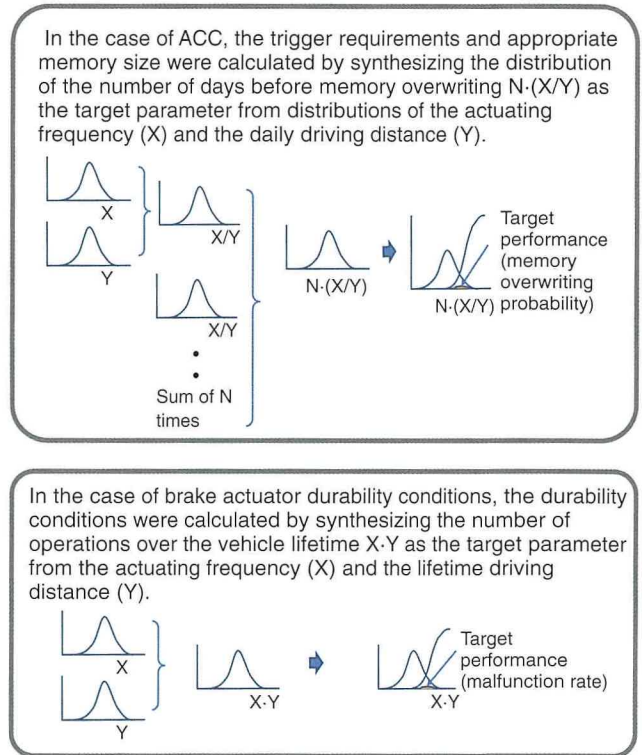 In the case of ACC, the trigger requirements and appropriate
memory size were calculated by synthesizing the distribution
of the number of days before memory overwriting N·(X/Y) as
the target parameter from distributions of the actuating
frequency (X) and the daily driving distance (Y).
X
Y
X/Y
X/Y
•
•
Sum of N
times
N·(X/Y)
N·(X/Y)
Target
performance
(memory
overwriting
probability)
In the case of brake actuator durability conditions, the durability
conditions were calculated by synthesizing the number of
operations over the vehicle lifetime X·Y as the target parameter
from the actuating frequency (X) and the lifetime driving
distance (Y).
X
Y
X·Y
X·Y
Target
performance
(malfunction rate)